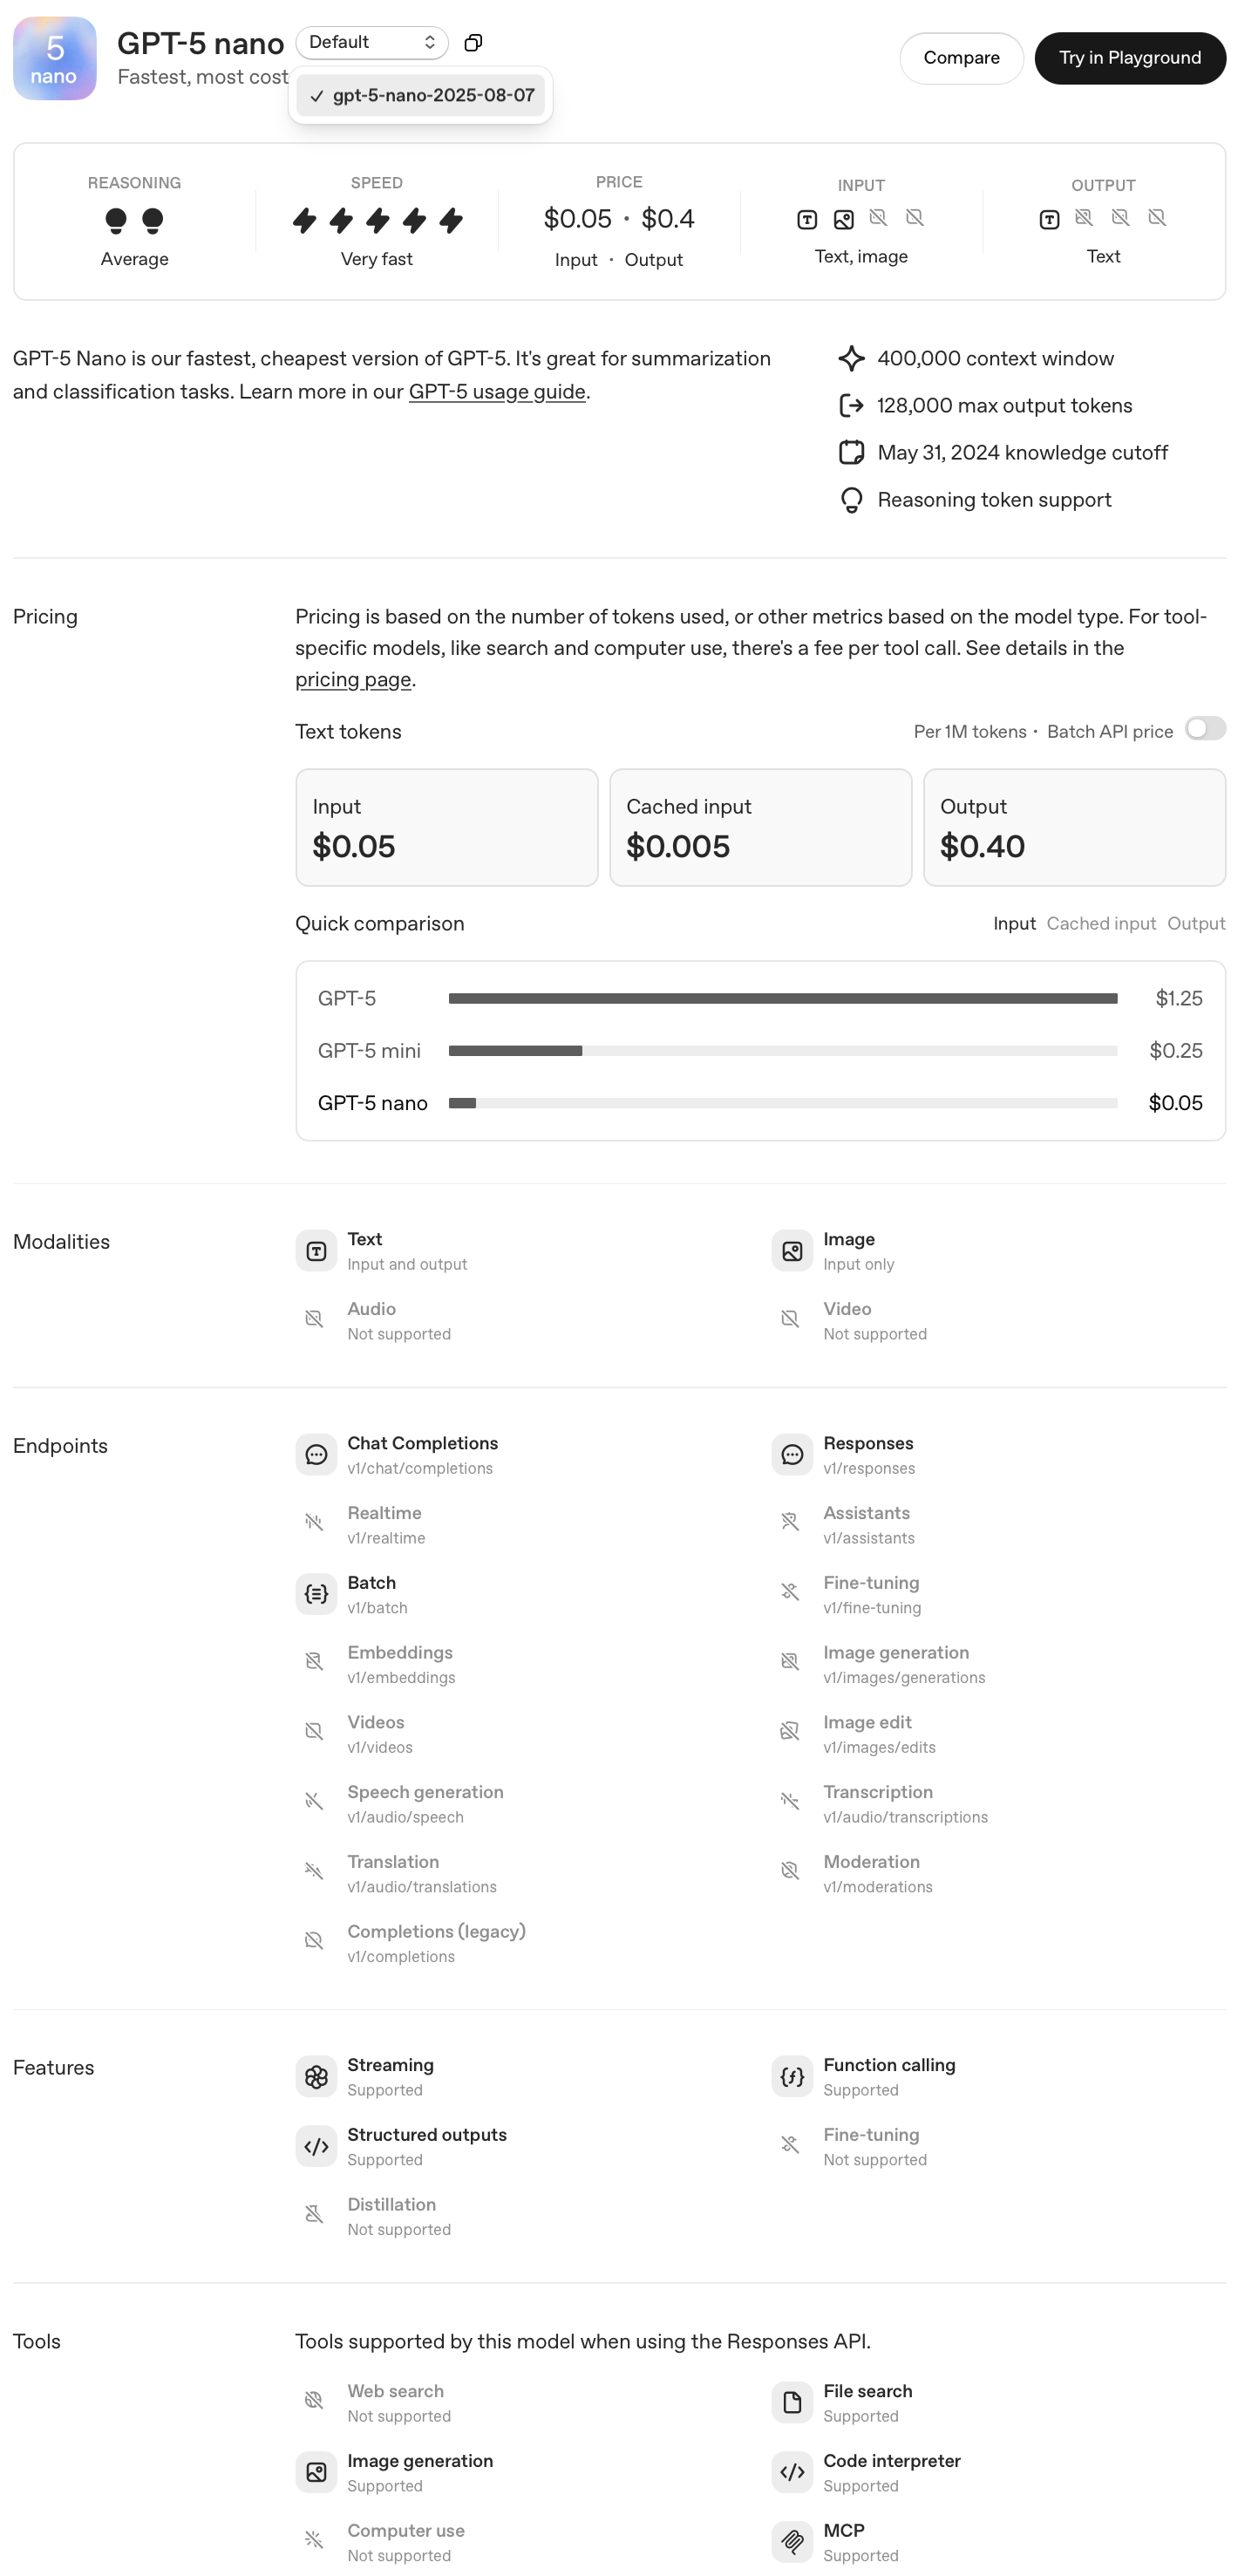 5
nano
GPT-5 nano
Default
Fastest, most cost
gpt-5-nano-2025-08-07
Compare
Try in Playground
REASONING
Average
SPEED
Very fast
PRICE
$0.05 • $0.4
Input • Output
INPUT
Text, image
OUTPUT
Text
GPT-5 Nano is our fastest, cheapest version of GPT-5. It's great for summarization
and classification tasks. Learn more in our GPT-5 usage guide.
400,000 context window
128,000 max output tokens
May 31, 2024 knowledge cutoff
Reasoning token support
Pricing
Pricing is based on the number of tokens used, or other metrics based on the model type. For tool-
specific models, like search and computer use, there's a fee per tool call. See details in the
pricing page.
Text tokens
Per 1M tokens • Batch API price
Input
$0.05
Cached input
$0.005
Output
$0.40
Quick comparison
Input Cached input Output
GPT-5 $1.25
GPT-5 mini $0.25
GPT-5 nano $0.05
Modalities
Text
Input and output
Image
Input only
Audio
Not supported
Video
Not supported
Endpoints
Chat Completions
v1/chat/completions
Responses
v1/responses
Realtime
v1/realtime
Assistants
v1/assistants
Batch
v1/batch
Fine-tuning
v1/fine-tuning
Embeddings
v1/embeddings
Image generation
v1/images/generations
Videos
v1/videos
Image edit
v1/images/edits
Speech generation
v1/audio/speech
Transcription
v1/audio/transcriptions
Translation
v1/audio/translations
Moderation
v1/moderations
Completions (legacy)
v1/completions
Features
Streaming
Supported
Function calling
Supported
Structured outputs
Supported
Fine-tuning
Not supported
Distillation
Not supported
Tools
Tools supported by this model when using the Responses API.
Web search
Not supported
File search
Supported
Image generation
Supported
Code interpreter
Supported
Computer use
Not supported
MCP
Supported